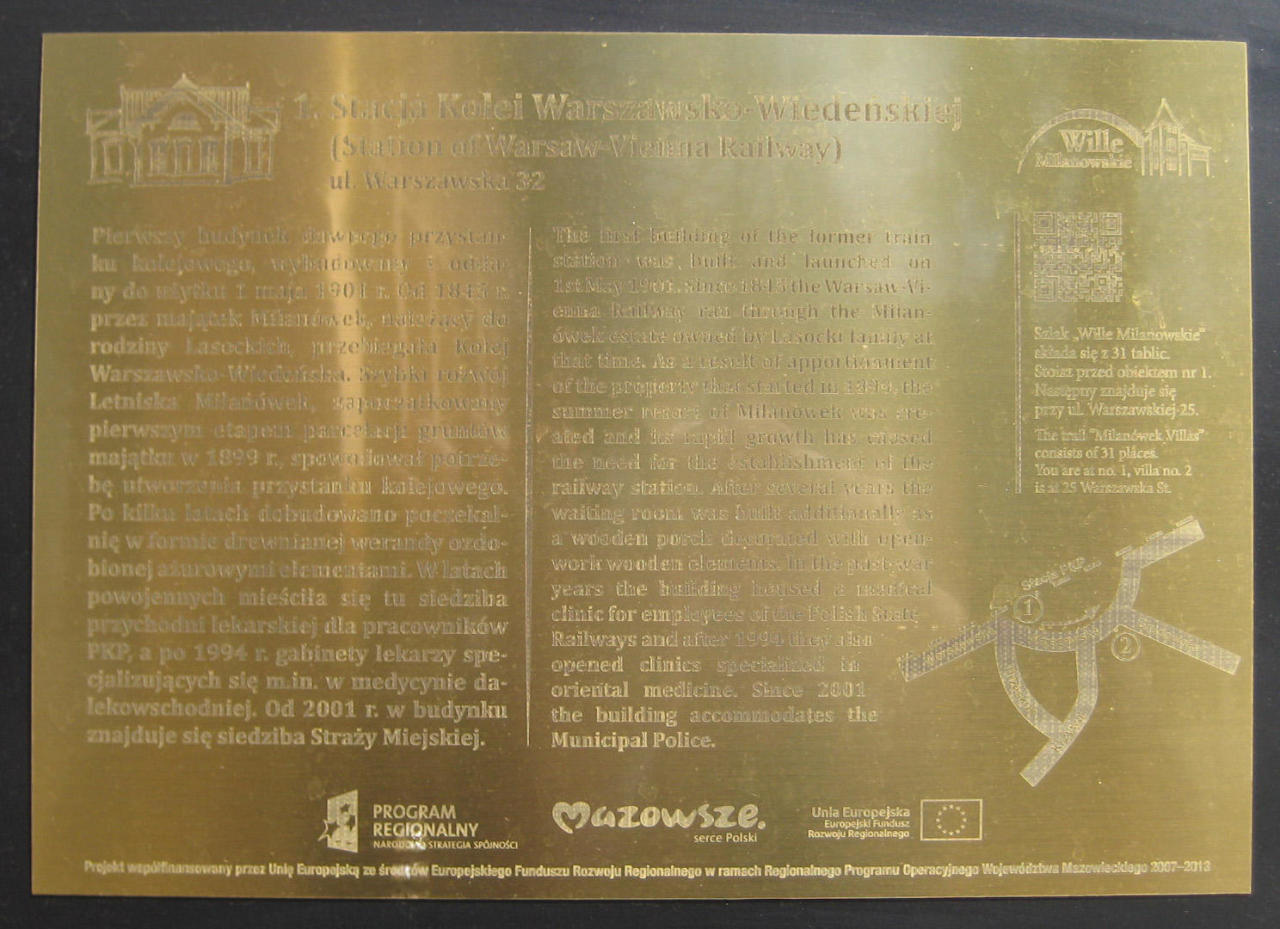 1. Stacja Kolei Warszawsko-Wiedeńskiej
(Station of Warsaw-Vienna Railway)
ul. Warszawska 32
Wille
Milanowskie
Pierwszy budynek dawnego przystan-
ku kolejowego, wybudowany i odda-
ny do użytku 1 maja 1901 r. Od 1845 r.
przez majątek Milanówek, należący do
rodziny Lasockich, przebiegała Kolej
Warszawsko-Wiedeńska. Szybki rozwój
Letniska Milanówek, zapoczątkowany
pierwszym etapem parcelacji gruntów
majątku w 1899 r., spowodował potrze-
bę utworzenia przystanku kolejowego.
Po kilku latach dobudowano poczekal-
nię w formie drewnianej werandy ozdo-
bionej ażurowymi elementami. W latach
powojennych mieściła się tu siedziba
przychodni lekarskiej dla pracowników
PKP, a po 1994 r. gabinety lekarzy spe-
cjalizujących się m.in. w medycynie da-
lekowschodniej. Od 2001 r. w budynku
znajduje się siedziba Straży Miejskiej.
The first building of the former train
station was built and launched on
1st May 1901. Since 1845 the Warsaw-Vi-
enna Railway ran through the Milan-
ówek estate owned by Lasocki family at
that time. As a result of apportionment
of the property that started in 1899, the
summer resort of Milanówek was cre-
ated and its rapid growth has caused
the need for the establishment of the
railway station. After several years the
waiting room was built additionally as
a wooden porch decorated with open-
work wooden elements. In the post-war
years the building housed a medical
clinic for employees of the Polish State
Railways and after 1994 they also
opened clinics specialized in
oriental medicine. Since 2001
the building accommodates the
Municipal Police.
Szlak „Wille Milanowskie”
składa się z 31 tablic.
Stoisz przed obiektem nr 1.
Następny znajduje się
przy ul. Warszawskiej 25.
The trail "Milanówek Villas"
consists of 31 places.
You are at no. 1, villa no. 2
is at 25 Warszawska St.
Stacja PKP
1
2
PROGRAM
REGIONALNY
NARODOWA STRATEGIA SPÓJNOŚCI
Mazowsze.
serce Polski
Unia Europejska
Europejski Fundusz
Rozwoju Regionalnego
Projekt współfinansowany przez Unię Europejską ze środków Europejskiego Funduszu Rozwoju Regionalnego w ramach Regionalnego Programu Operacyjnego Województwa Mazowieckiego 2007–2013